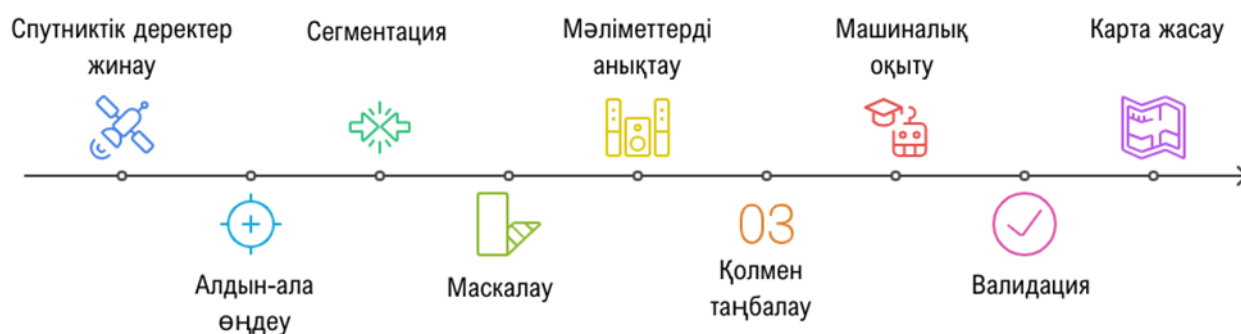 Спутниктік деректер
жинау
Сегментация
Мәліметтерді
анықтау
Машиналық
оқыту
Карта жасау
Алдын-ала
өңдеу
Маскалау
03
Қолмен
таңбалау
Валидация